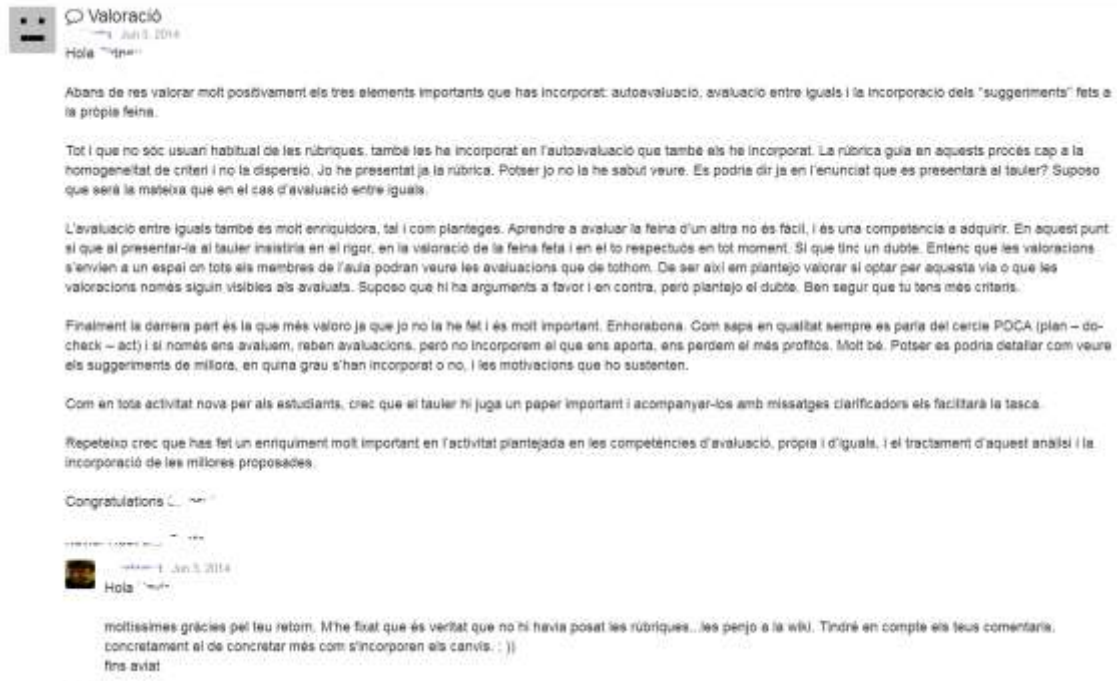 Valoració
Jun 3, 2014
Hola
Abans de res valorar molt positivament els tres elements importants que has incorporat: autoavaluació, avaluació entre iguals i la incorporació dels "suggeriments" fets a
la pròpia feina.
Tot i que no sóc usuari habitual de les rúbriques, també les he incorporat en l'autoavaluació que també els he incorporat. La rúbrica guia en aquests procés cap a la
homogeneïtat de criteri i no la dispersió. Jo he presentat ja la rúbrica. Potser jo no la he sabut veure. Es podria dir ja en l'enunciat que es presentarà al tauler? Suposo
que serà la mateixa que en el cas d'avaluació entre iguals.
L'avaluació entre iguals també és molt enriquidora, tal i com planteges. Aprendre a avaluar la feina d'un altra no és fàcil, i és una competència a adquirir. En aquest punt
sí que al presentar-la al tauler insistiria en el rigor, en la valoració de la feina feta i en el to respectuós en tot moment. Sí que tinc un dubte. Entenc que les valoracions
s'envien a un espai on tots els membres de l'aula podran veure les avaluacions que de tothom. De ser així em plantejo valorar si optar per aquesta via o que les
valoracions només siguin visibles als avaluats. Suposo que hi ha arguments a favor i en contra, però plantejo el dubte. Ben segur que tu tens més criteris.
Finalment la darrera part és la que més valoro ja que jo no la he fet i és molt important. Enhorabona. Com saps en qualitat sempre es parla del cercle PDCA (plan – do-
check – act) i si només ens avaluem, reben avaluacions, però no incorporem el que ens aporta, ens perdem el més profitós. Molt bé. Potser es podria detallar com veure
els suggeriments de millora, en quina grau s'han incorporat o no, i les motivacions que ho sustenten.
Com en tota activitat nova per als estudiants, crec que el tauler hi juga un paper important i acompanyar-los amb missatges clarificadors els facilitarà la tasca.
Repeteixo crec que has fet un enriquiment molt important en l'activitat plantejada en les competències d'avaluació, pròpia i d'iguals, i el tractament d'aquest anàlisi i la
incorporació de les millores proposades.
Congratulations
Jun 3, 2014
Hola
moltíssimes gràcies pel teu retorn. M'he fixat que és veritat que no hi havia posat les rúbriques...les penjo a la wiki. Tindré en compte els teus comentaris,
concretament el de concretar més com s'incorporen els canvis. : ))
fins aviat